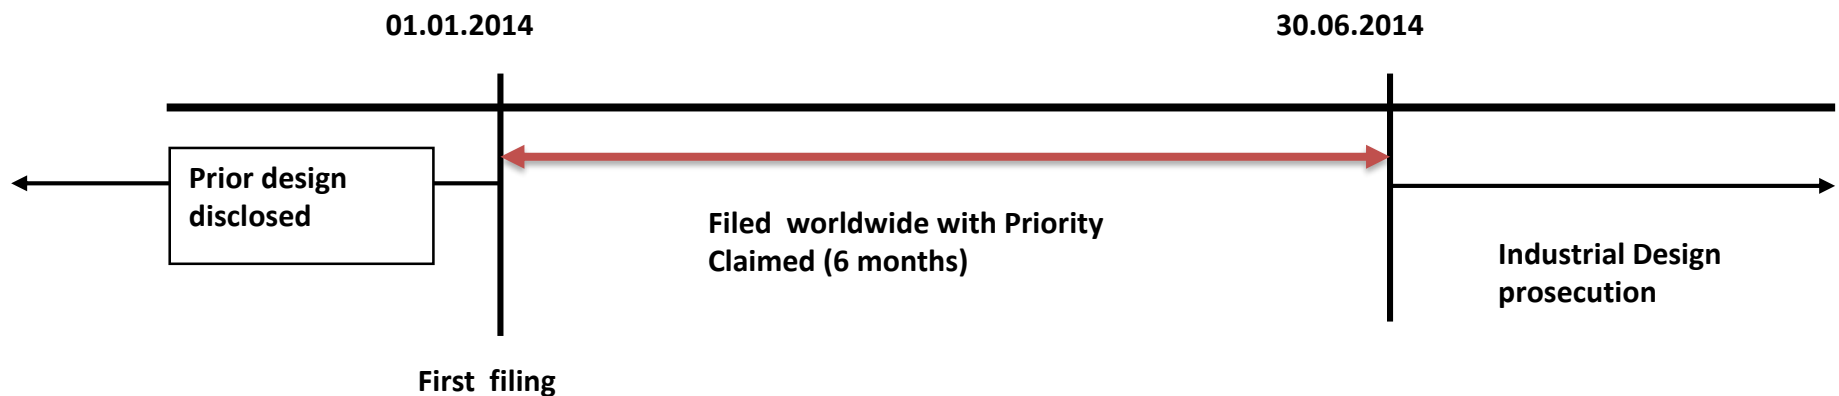 01.01.2014
30.06.2014
Prior design
disclosed
Filed  worldwide with Priority
Claimed (6 months)
Industrial Design
prosecution
First  filing